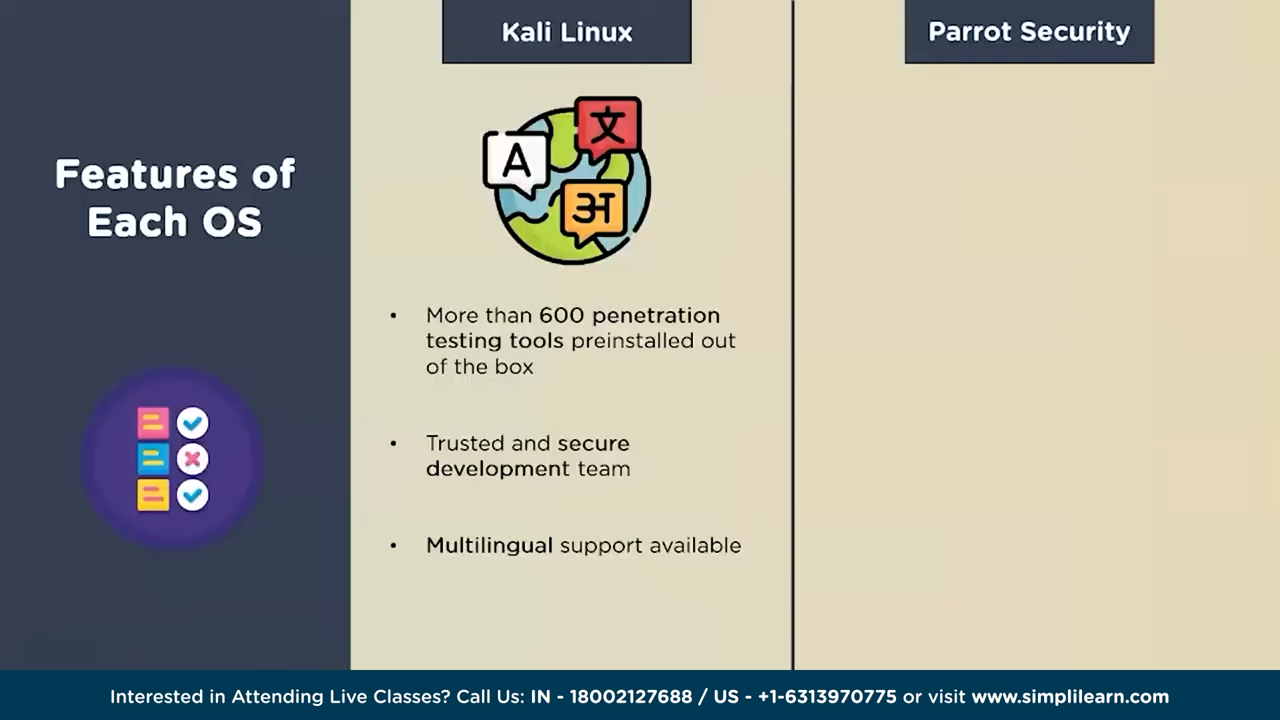 Kali Linux
Parrot Security
Features of
Each OS
A
文
अ
• More than 600 penetration
testing tools preinstalled out
of the box
• Trusted and secure
development team
• Multilingual support available
Interested in Attending Live Classes? Call Us: IN - 18002127688 / US - +1-6313970775 or visit www.simplilearn.com